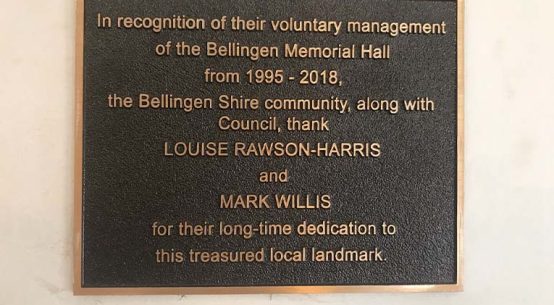 In recognition of their voluntary management
of the Bellingen Memorial Hall
from 1995 - 2018,
the Bellingen Shire community, along with
Council, thank
LOUISE RAWSON-HARRIS
and
MARK WILLIS
for their long-time dedication to
this treasured local landmark.